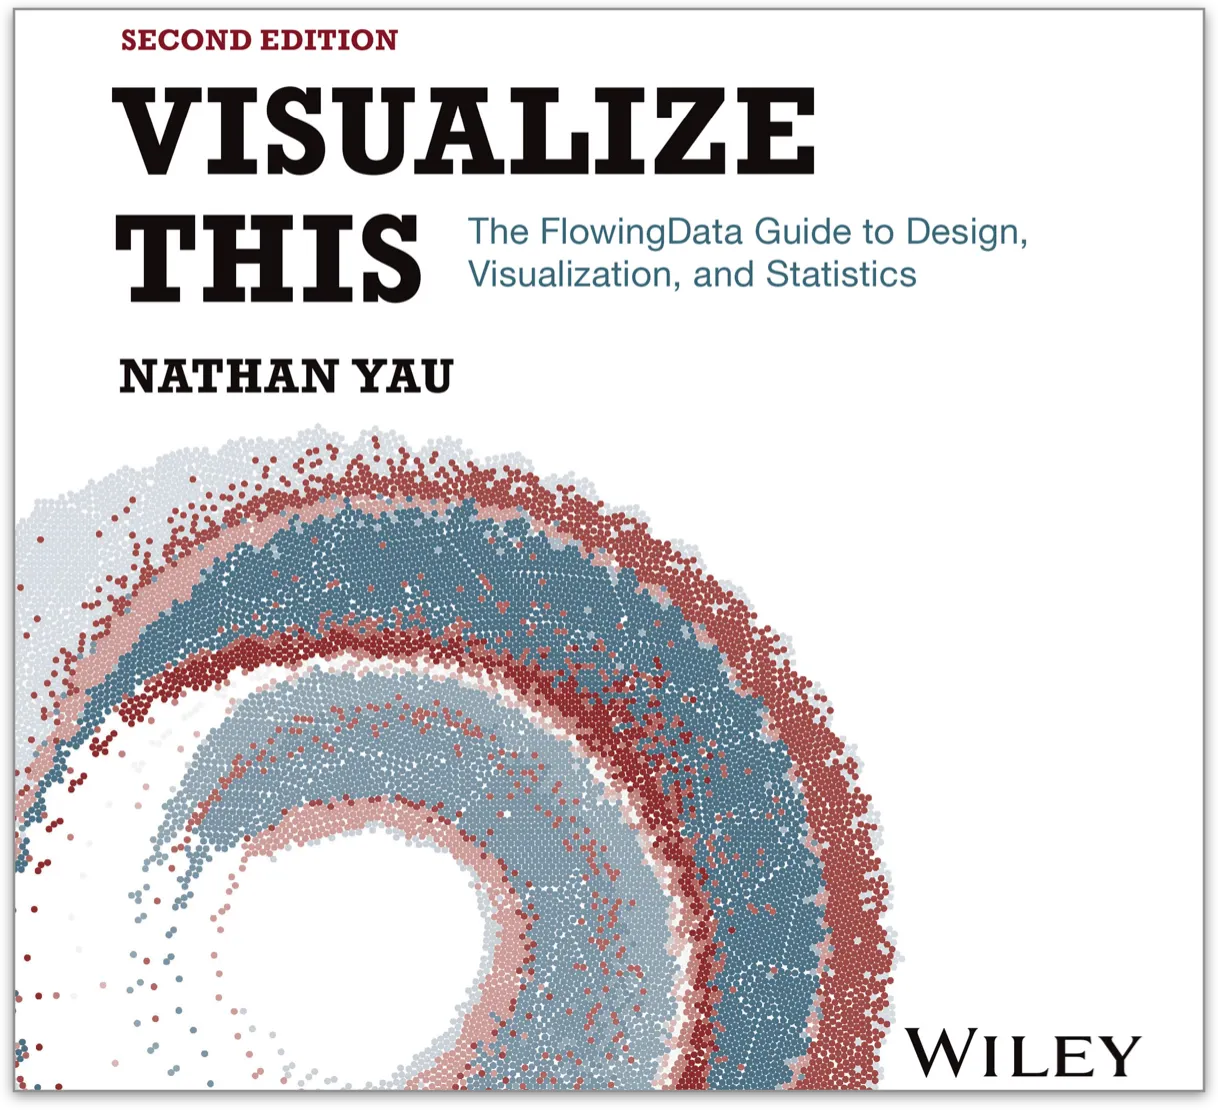 SECOND EDITION
VISUALIZE
THIS
The FlowingData Guide to Design,
Visualization, and Statistics
NATHAN YAU
WILEY